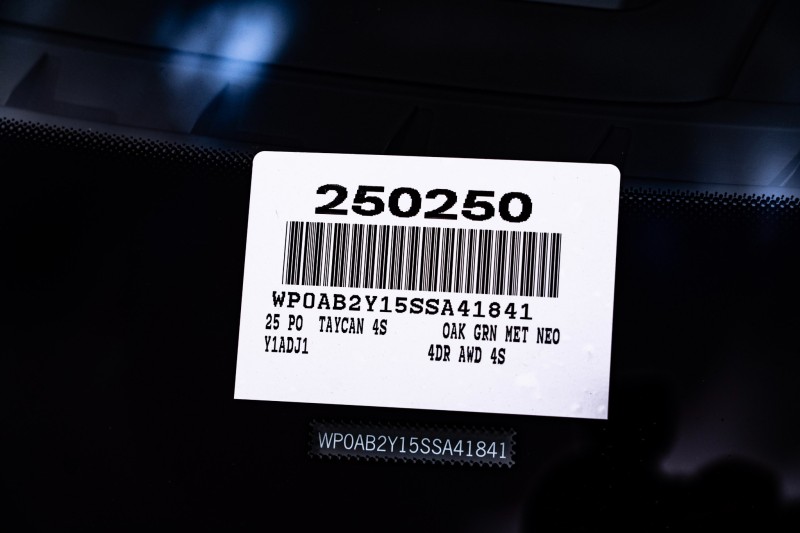 250250
WP0AB2Y15SSA41841
25 PO TAYCAN 4S OAK GRN MET NEO
Y1ADJ1 4DR AWD 4S
WP0AB2Y15SSA41841